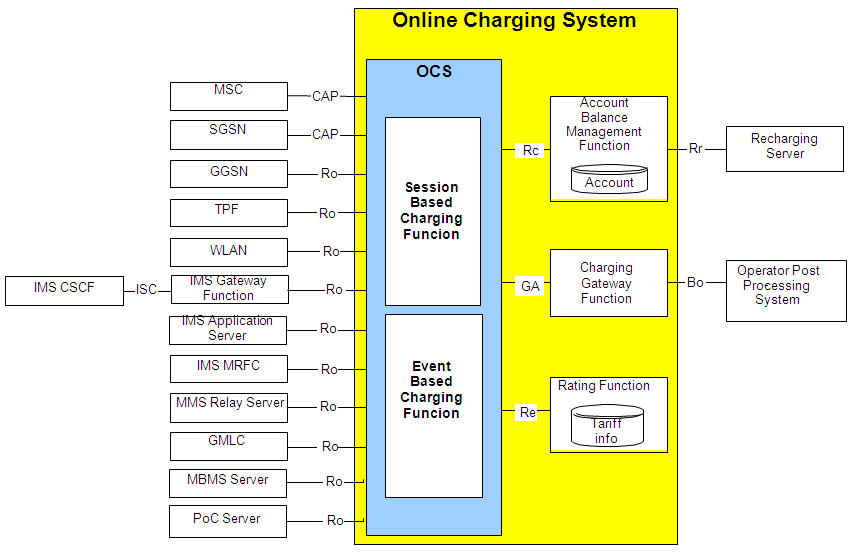 Online Charging System
OCS
MSC
CAP
SGSN
CAP
GGSN
Ro
TPF
Ro
WLAN
Ro
IMS CSCF
ISC
IMS Gateway
Function
Ro
IMS Application
Server
Ro
IMS MRFC
Ro
MMS Relay Server
Ro
GMLC
Ro
MBMS Server
Ro
PoC Server
Ro
Session
Based
Charging
Funcion
Event
Based
Charging
Funcion
Rc
Account
Balance
Management
Function
Account
Rr
Recharging
Server
GA
Charging
Gateway
Function
Bo
Operator Post
Processing
System
Re
Rating Function
Tariff
info